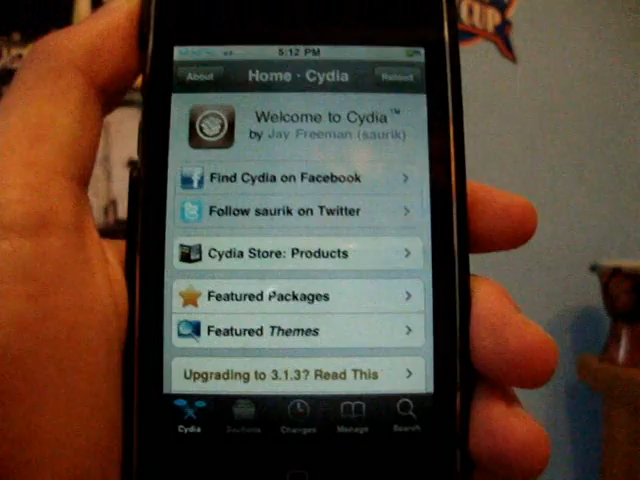 CUP
5:12 PM
About
Home · Cydia
Reload
Welcome to Cydia™
by Jay Freeman (saurik)
Find Cydia on Facebook
Follow saurik on Twitter
Cydia Store: Products
Featured Packages
Featured Themes
Upgrading to 3.1.3? Read This
Cydia
Sections
Changes
Manage
Search